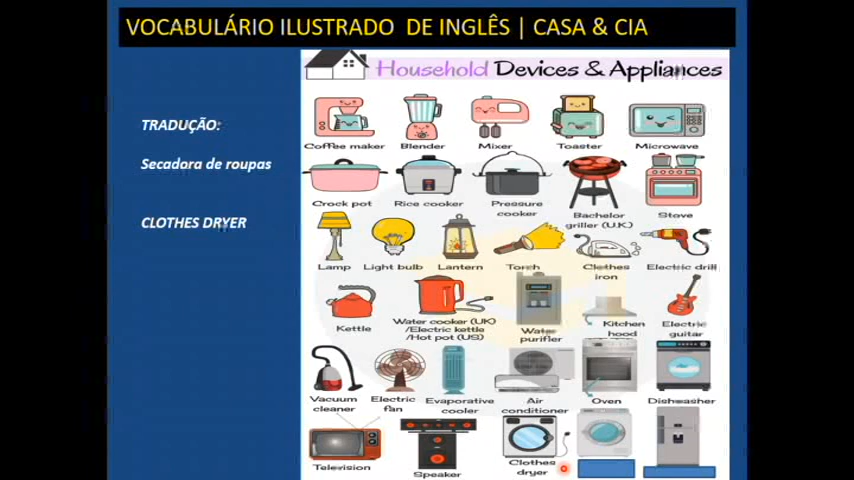 VOCABULÁRIO ILUSTRADO DE INGLÊS | CASA & CIA
Household Devices & Appliances
TRADUÇÃO:
Secadora de roupas
CLOTHES DRYER
Coffee maker Blender Mixer Toaster Microwave
Crock pot Rice cooker Pressure cooker Bachelor griller (U.K.) Stove
Lamp Light bulb Lantern Torch Clothes iron Electric drill
Kettle Water cooker (UK) /Electric kettle /Hot pot (US) Water purifier Kitchen hood Electric guitar
Vacuum cleaner Electric fan Evaporative cooler Air conditioner Oven Dishwasher
Television Speaker Clothes dryer